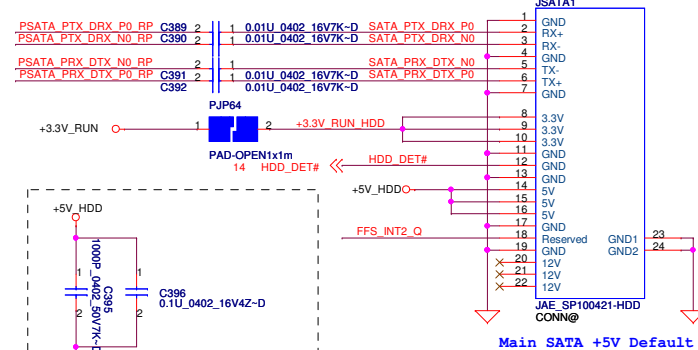 JSATA1
PSATA_PTX_DRX_P0_RP C389 2 1 0.01U_0402_16V7K~D SATA_PTX_DRX_P0
PSATA_PTX_DRX_N0_RP C390 2 1 0.01U_0402_16V7K~D SATA_PTX_DRX_N0
PSATA_PRX_DTX_N0_RP 2 1 SATA_PRX_DTX_N0
PSATA_PRX_DTX_P0_RP C391 2 1 0.01U_0402_16V7K~D SATA_PRX_DTX_P0
C392 0.01U_0402_16V7K~D
1 GND
2 RX+
3 RX-
4 GND
5 TX-
6 TX+
7 GND
8 3.3V
9 3.3V
10 3.3V
11 GND
12 GND
13 GND
14 5V
15 5V
16 5V
17 GND
18 Reserved
19 GND
20 12V
21 12V
22 12V
GND1 23
GND2 24
PJP64
+3.3V_RUN 1 2 +3.3V_RUN_HDD
PAD-OPEN1x1m
14 HDD_DET# HDD_DET#
+5V_HDD
FFS_INT2_Q
+5V_HDD
1 1
1000P_0402_50V7K~D
C395
C396
0.1U_0402_16V4Z~D
2 2
JAE_SP100421-HDD
CONN@
Main SATA +5V Default